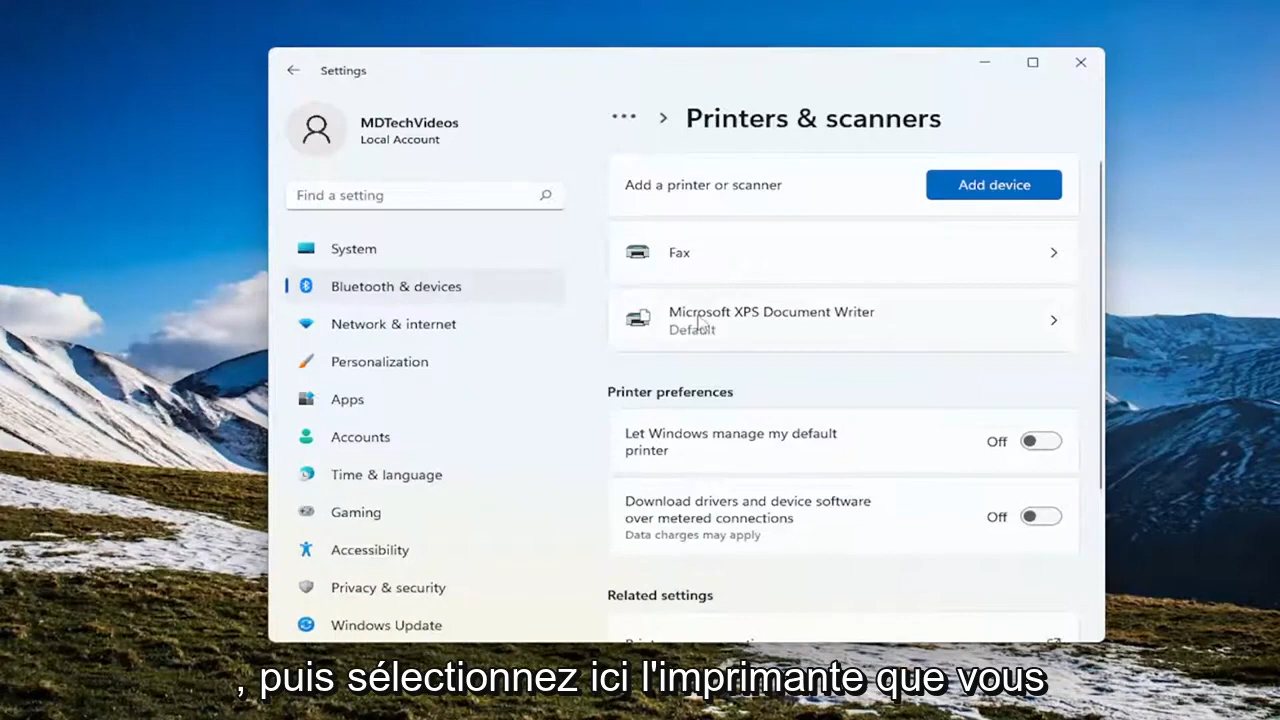 Settings
MDTechVideos
Local Account
Find a setting
System
Bluetooth & devices
Network & internet
Personalization
Apps
Accounts
Time & language
Gaming
Accessibility
Privacy & security
Windows Update
... > Printers & scanners
Add a printer or scanner
Add device
Fax
Microsoft XPS Document Writer
Default
Printer preferences
Let Windows manage my default
printer
Off
Download drivers and device software
over metered connections
Data charges may apply
Off
Related settings
, puis sélectionnez ici l'imprimante que vous